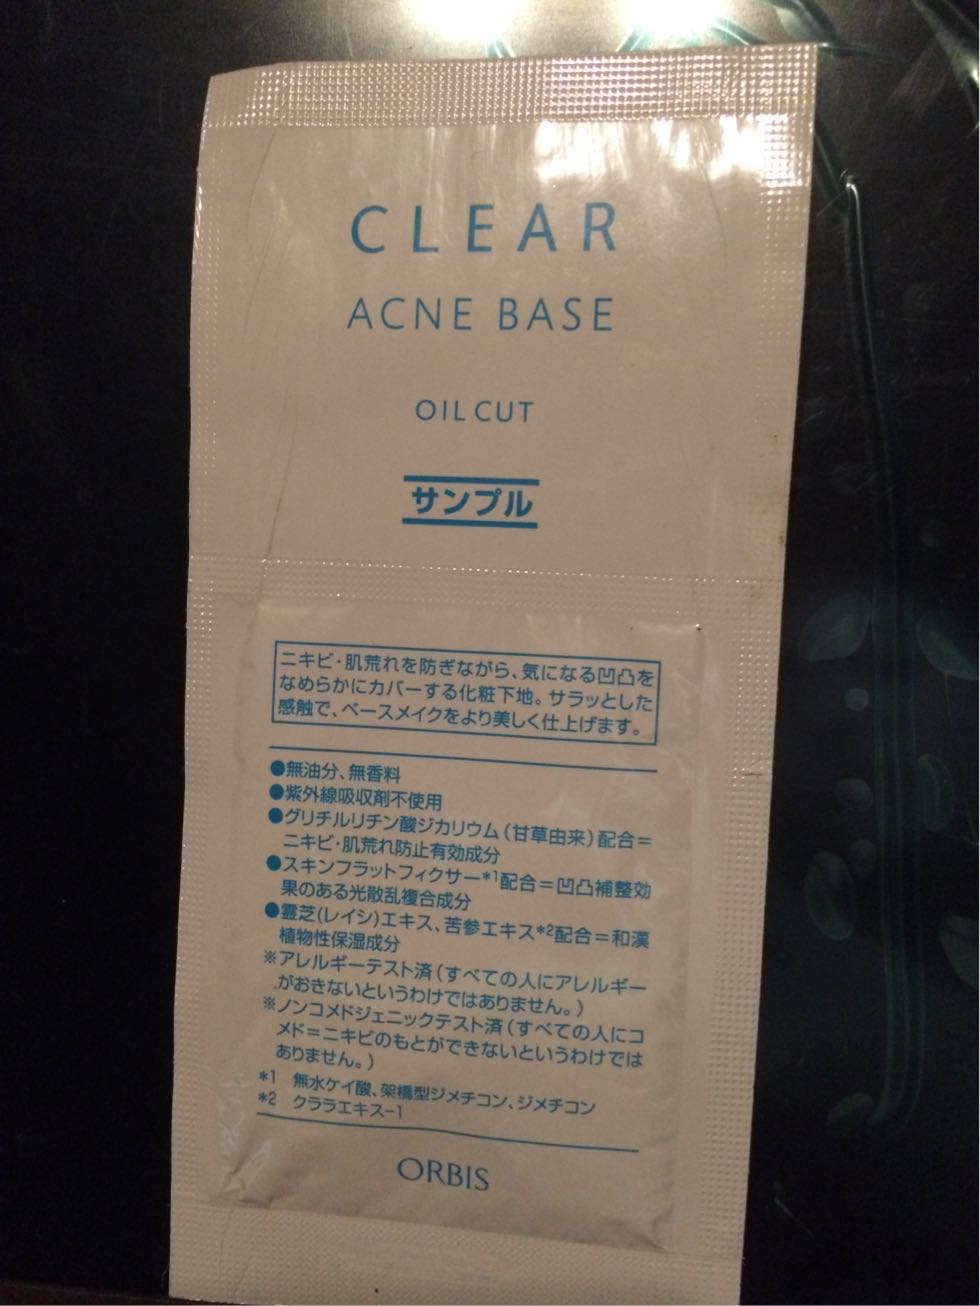 CLEAR
ACNE BASE
OIL CUT
サンプル
ニキビ・肌荒れを防ぎながら、気になる凹凸を
なめらかにカバーする化粧下地。サラッとした
感触で、ベースメイクをより美しく仕上げます。
●無油分、無香料
●紫外線吸収剤不使用
●グリチルリチン酸ジカリウム(甘草由来)配合＝
ニキビ・肌荒れ防止有効成分
●スキンフラットフィクサー*1配合＝凹凸補整効
果のある光散乱複合成分
●霊芝(レイシ)エキス、苦参エキス*2配合＝和漢
植物性保湿成分
※アレルギーテスト済(すべての人にアレルギー
がおきないというわけではありません。)
※ノンコメドジェニックテスト済(すべての人にコ
メド＝ニキビのもとができないというわけでは
ありません。)
*1 無水ケイ酸、架橋型ジメチコン、ジメチコン
*2 クララエキス-1
ORBIS